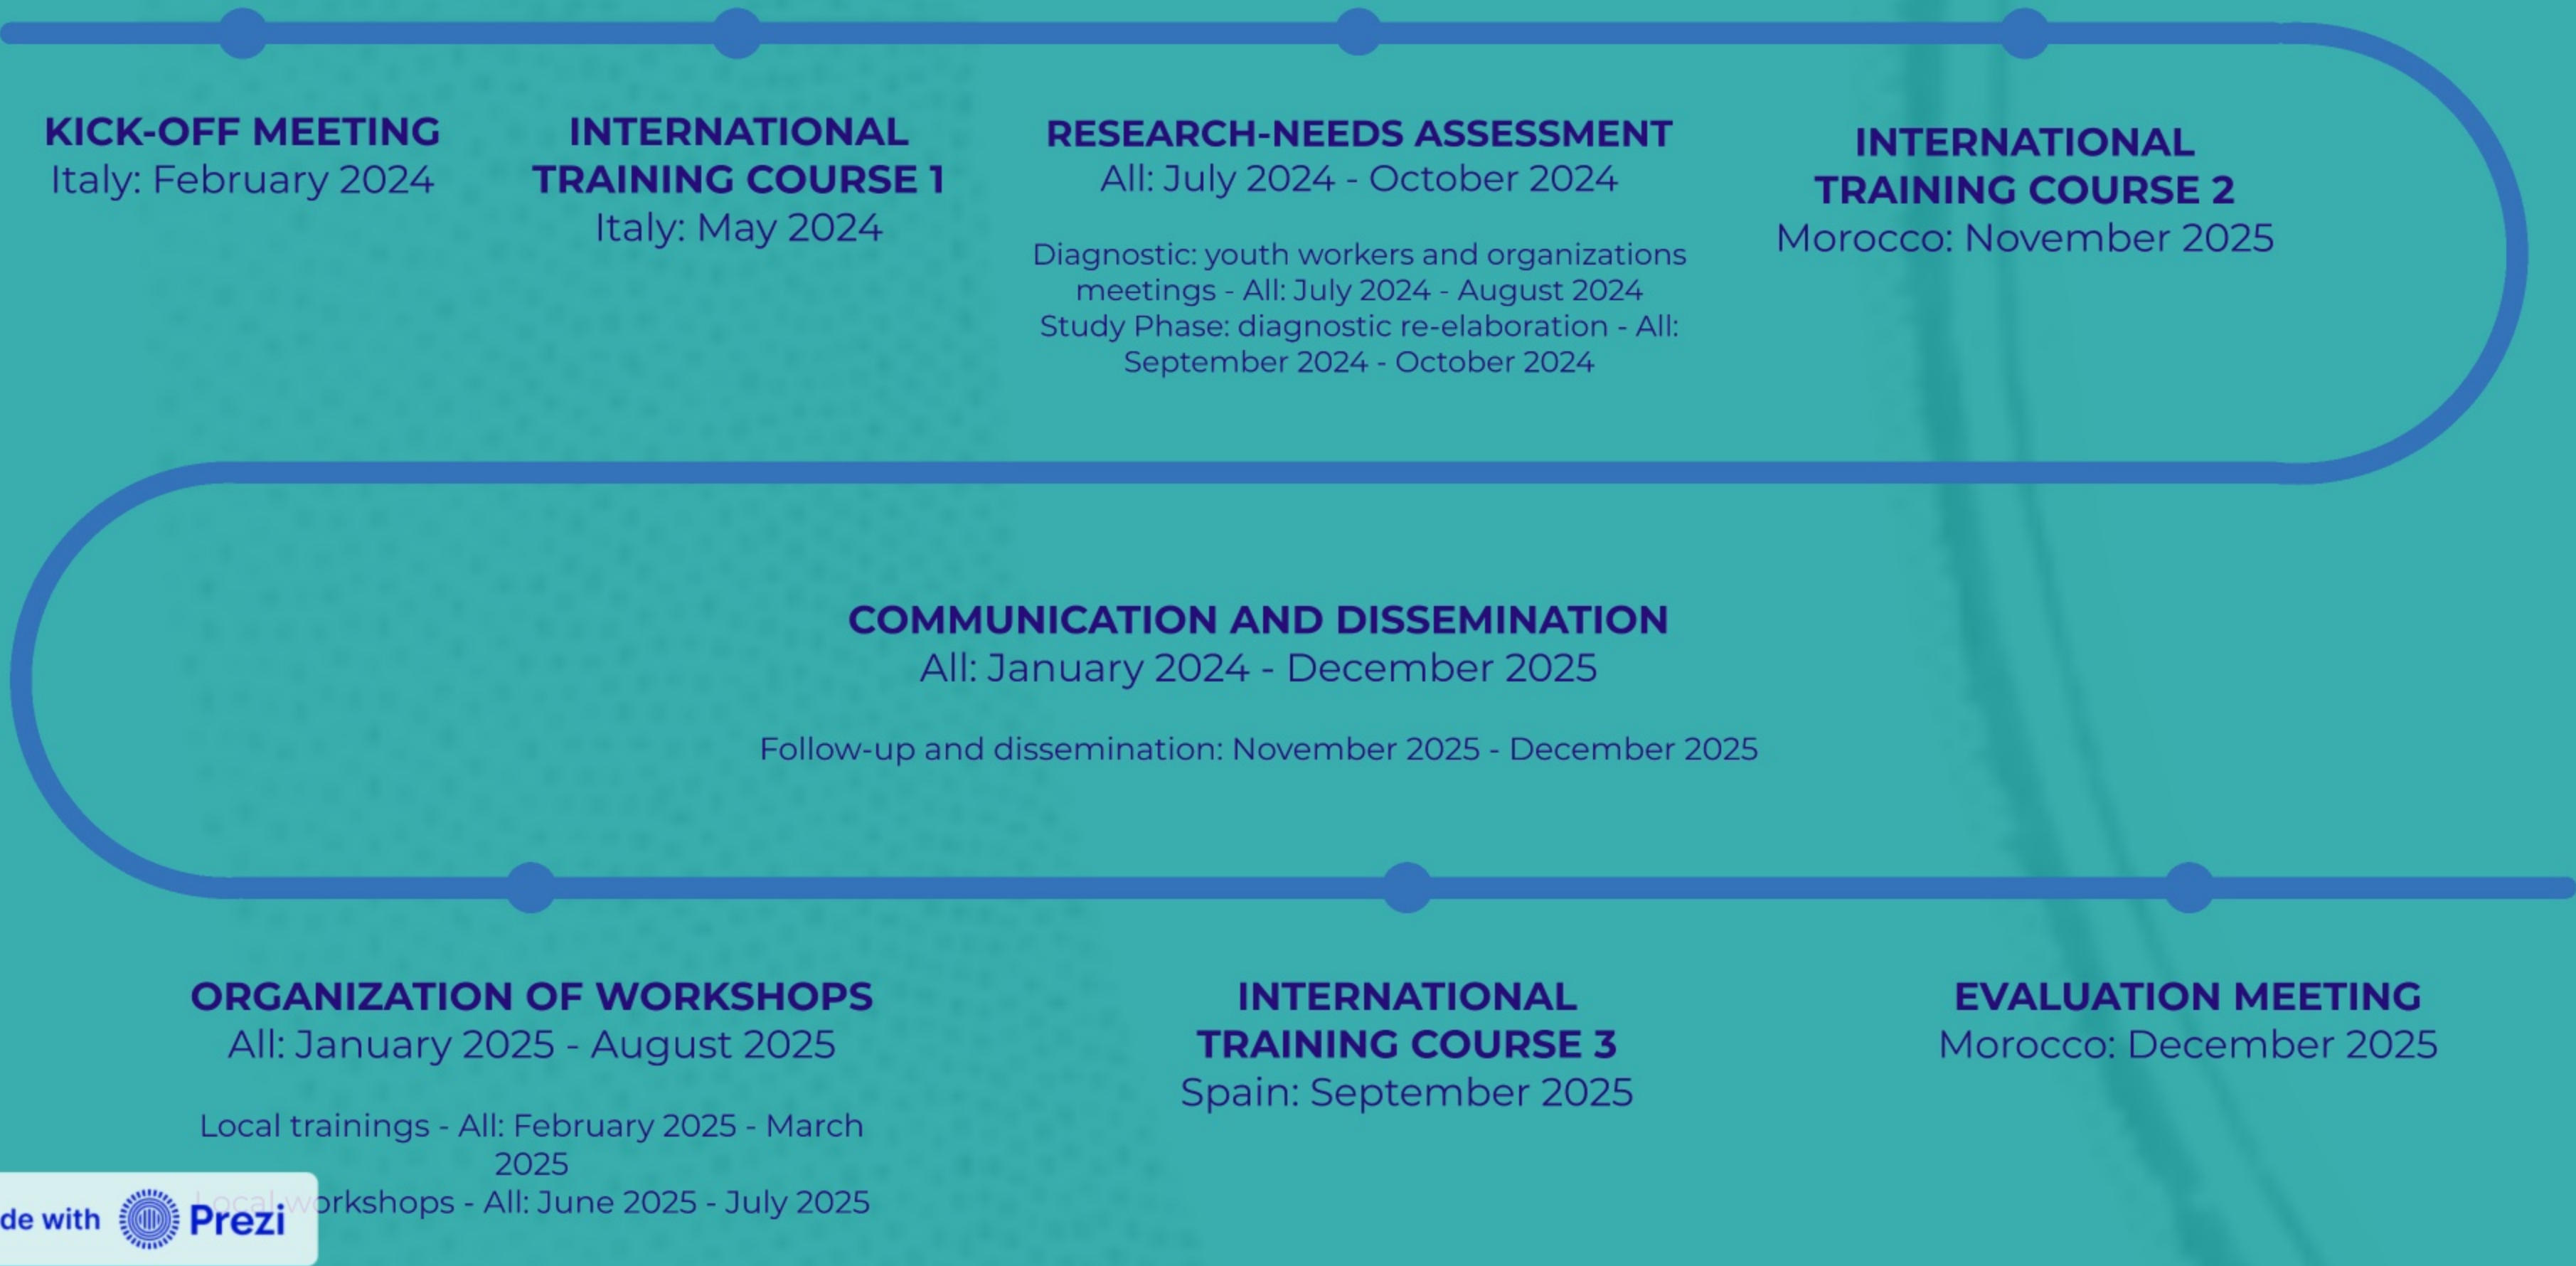 KICK-OFF MEETING
Italy: February 2024
INTERNATIONAL
TRAINING COURSE 1
Italy: May 2024
RESEARCH-NEEDS ASSESSMENT
All: July 2024 - October 2024
Diagnostic: youth workers and organizations
meetings - All: July 2024 - August 2024
Study Phase: diagnostic re-elaboration - All:
September 2024 - October 2024
INTERNATIONAL
TRAINING COURSE 2
Morocco: November 2025
COMMUNICATION AND DISSEMINATION
All: January 2024 - December 2025
Follow-up and dissemination: November 2025 - December 2025
ORGANIZATION OF WORKSHOPS
All: January 2025 - August 2025
Local trainings - All: February 2025 - March
2025
Local workshops - All: June 2025 - July 2025
INTERNATIONAL
TRAINING COURSE 3
Spain: September 2025
EVALUATION MEETING
Morocco: December 2025
de with Prezi